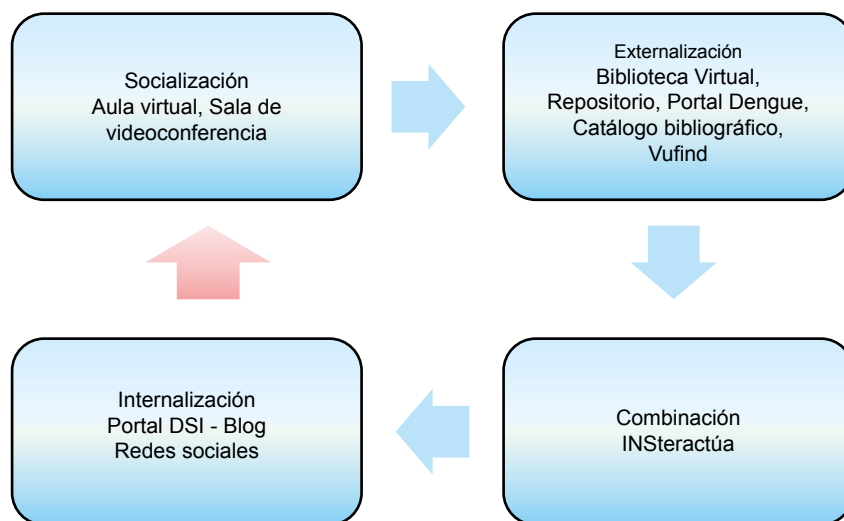 Socialización
Aula virtual, Sala de
videoconferencia
Externalización
Biblioteca Virtual,
Repositorio, Portal Dengue,
Catálogo bibliográfico,
Vufind
Internalización
Portal DSI - Blog
Redes sociales
Combinación
INSteractúa